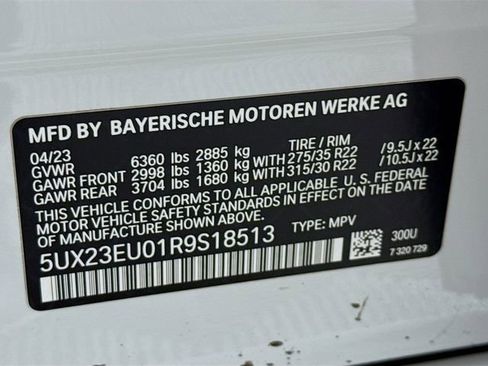 MFD BY BAYERISCHE MOTOREN WERKE AG
04/23 TIRE / RIM
GVWR 6360 lbs 2885 kg
GAWR FRONT 2998 lbs 1360 kg WITH 275/35 R22 /9.5J x 22
GAWR REAR 3704 lbs 1680 kg WITH 315/30 R22 /10.5J x 22
THIS VEHICLE CONFORMS TO ALL APPLICABLE U.S. FEDERAL
MOTOR VEHICLE SAFETY STANDARDS IN EFFECT ON THE DATE
OF MANUFACTURE SHOWN ABOVE.
5UX23EU01R9S18513 TYPE: MPV
300U
7 320 729